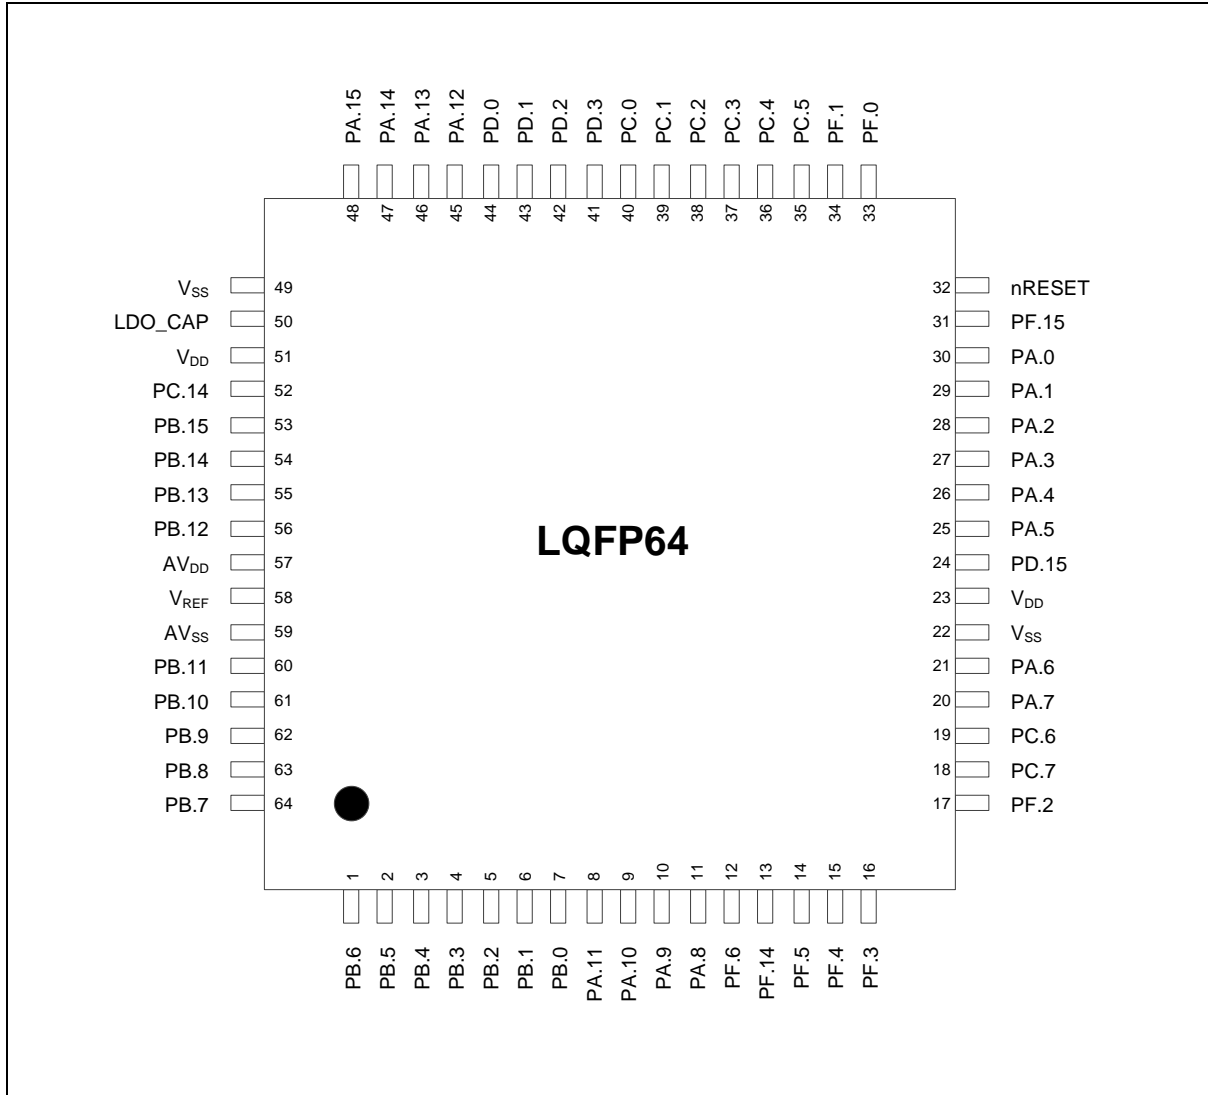 PA.15 PA.14 PA.13 PA.12 PD.0 PD.1 PD.2 PD.3 PC.0 PC.1 PC.2 PC.3 PC.4 PC.5 PF.1 PF.0
48 47 46 45 44 43 42 41 40 39 38 37 36 35 34 33
VSS 49 32 nRESET
LDO_CAP 50 31 PF.15
VDD 51 30 PA.0
PC.14 52 29 PA.1
PB.15 53 28 PA.2
PB.14 54 27 PA.3
PB.13 55 26 PA.4
PB.12 56 25 PA.5
LQFP64
AVDD 57 24 PD.15
VREF 58 23 VDD
AVSS 59 22 VSS
PB.11 60 21 PA.6
PB.10 61 20 PA.7
PB.9 62 19 PC.6
PB.8 63 18 PC.7
PB.7 64 17 PF.2
1 2 3 4 5 6 7 8 9 10 11 12 13 14 15 16
PB.6 PB.5 PB.4 PB.3 PB.2 PB.1 PB.0 PA.11 PA.10 PA.9 PA.8 PF.6 PF.14 PF.5 PF.4 PF.3